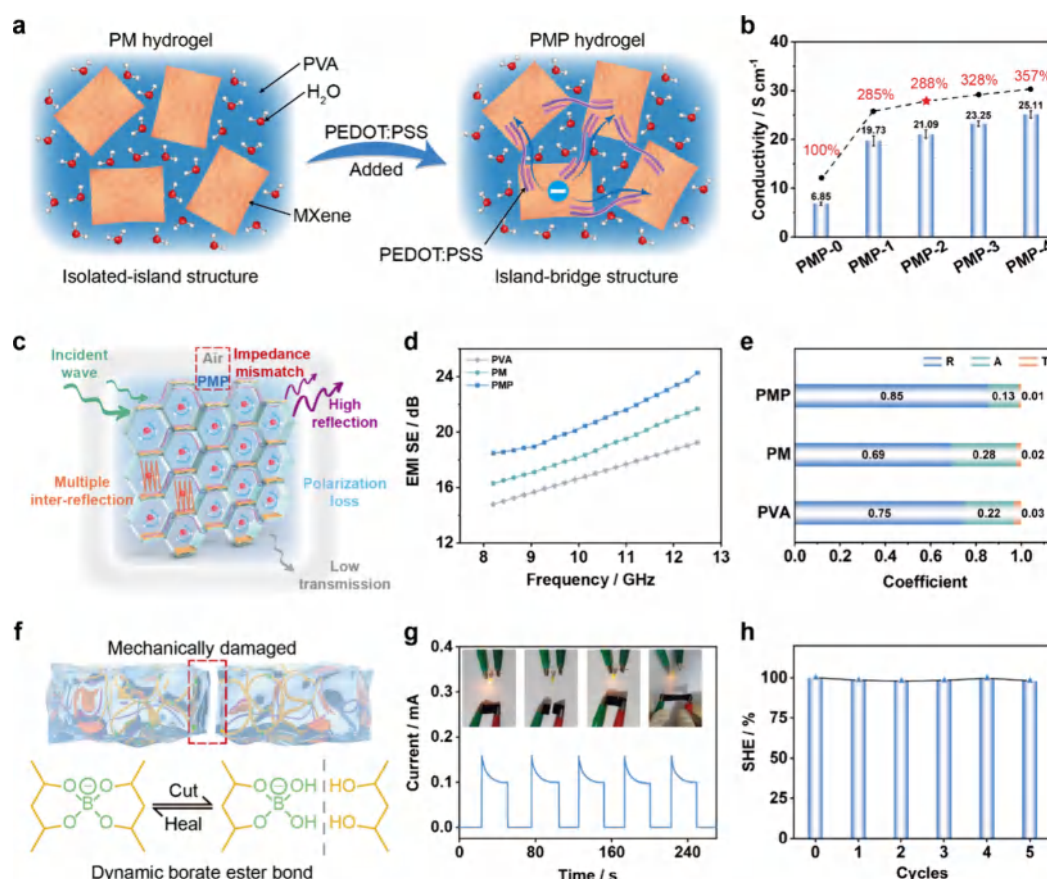 a
PM hydrogel
PMP hydrogel
PVA
H2O
PEDOT:PSS
Added
MXene
PEDOT:PSS
Isolated-island structure
Island-bridge structure
b
Conductivity / S cm-1
40
30
20
10
0
100%
285%
288%
328%
357%
6.85
19.73
21.09
23.25
25.11
PMP-0
PMP-1
PMP-2
PMP-3
PMP-4
c
Incident
wave
Air
PMP
Impedance
mismatch
High
reflection
Multiple
inter-reflection
Polarization
loss
Low
transmission
d
EMI SE / dB
24
20
16
12
PVA
PM
PMP
8
9
10
11
12
13
Frequency / GHz
e
R
A
T
PMP
0.85
0.13
0.01
PM
0.69
0.28
0.02
PVA
0.75
0.22
0.03
0.0
0.2
0.4
0.6
0.8
1.0
Coefficient
f
Mechanically damaged
O
O
B
O
O
Cut
Heal
O
OH
B
O
OH
HO
HO
Dynamic borate ester bond
g
Current / mA
0.4
0.3
0.2
0.1
0.0
0
80
160
240
Time / s
h
SHE / %
100
75
50
25
0
0
1
2
3
4
5
Cycles